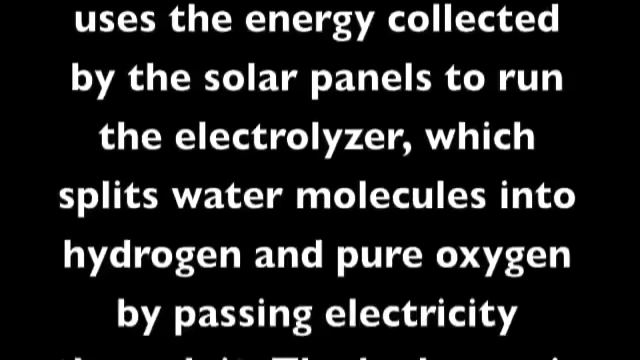 uses the energy collected
by the solar panels to run
the electrolyzer, which
splits water molecules into
hydrogen and pure oxygen
by passing electricity